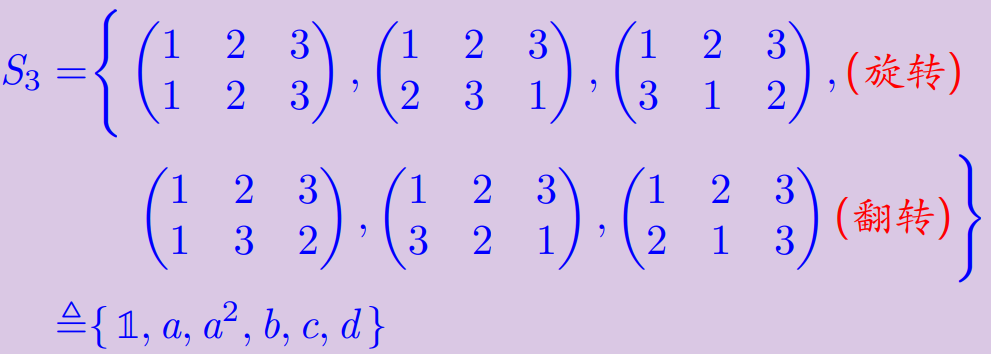 S₃ = { (1 2 3 / 1 2 3), (1 2 3 / 2 3 1), (1 2 3 / 3 1 2), (旋转)
(1 2 3 / 1 3 2), (1 2 3 / 3 2 1), (1 2 3 / 2 1 3) (翻转) }
≜ { 𝟙, a, a², b, c, d }